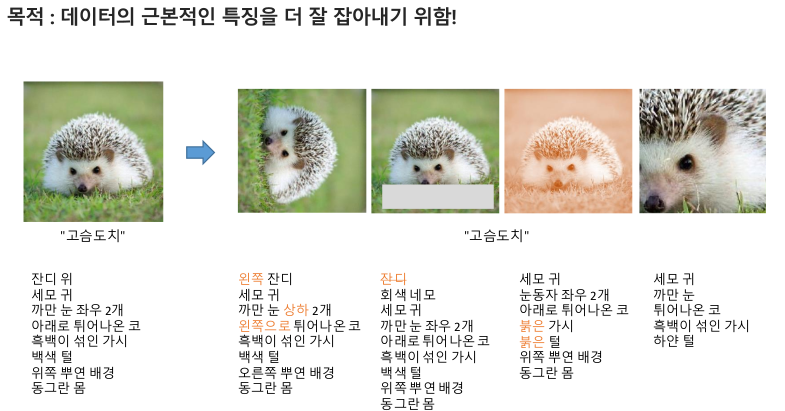 목적 : 데이터의 근본적인 특징을 더 잘 잡아내기 위함!
"고슴도치"
"고슴도치"
잔디 위
세모 귀
까만 눈 좌우 2개
아래로 튀어나온 코
흑백이 섞인 가시
백색 털
위쪽 뿌연 배경
동그란 몸
왼쪽 잔디
세모 귀
까만 눈 상하 2개
왼쪽으로 튀어나온 코
흑백이 섞인 가시
백색 털
오른쪽 뿌연 배경
동그란 몸
잔디
회색 네모
세모 귀
까만 눈 좌우 2개
아래로 튀어나온 코
흑백이 섞인 가시
백색 털
위쪽 뿌연 배경
동그란 몸
세모 귀
눈동자 좌우 2개
아래로 튀어나온 코
붉은 가시
붉은 털
위쪽 뿌연 배경
동그란 몸
세모 귀
까만 눈
튀어나온 코
흑백이 섞인 가시
하얀 털